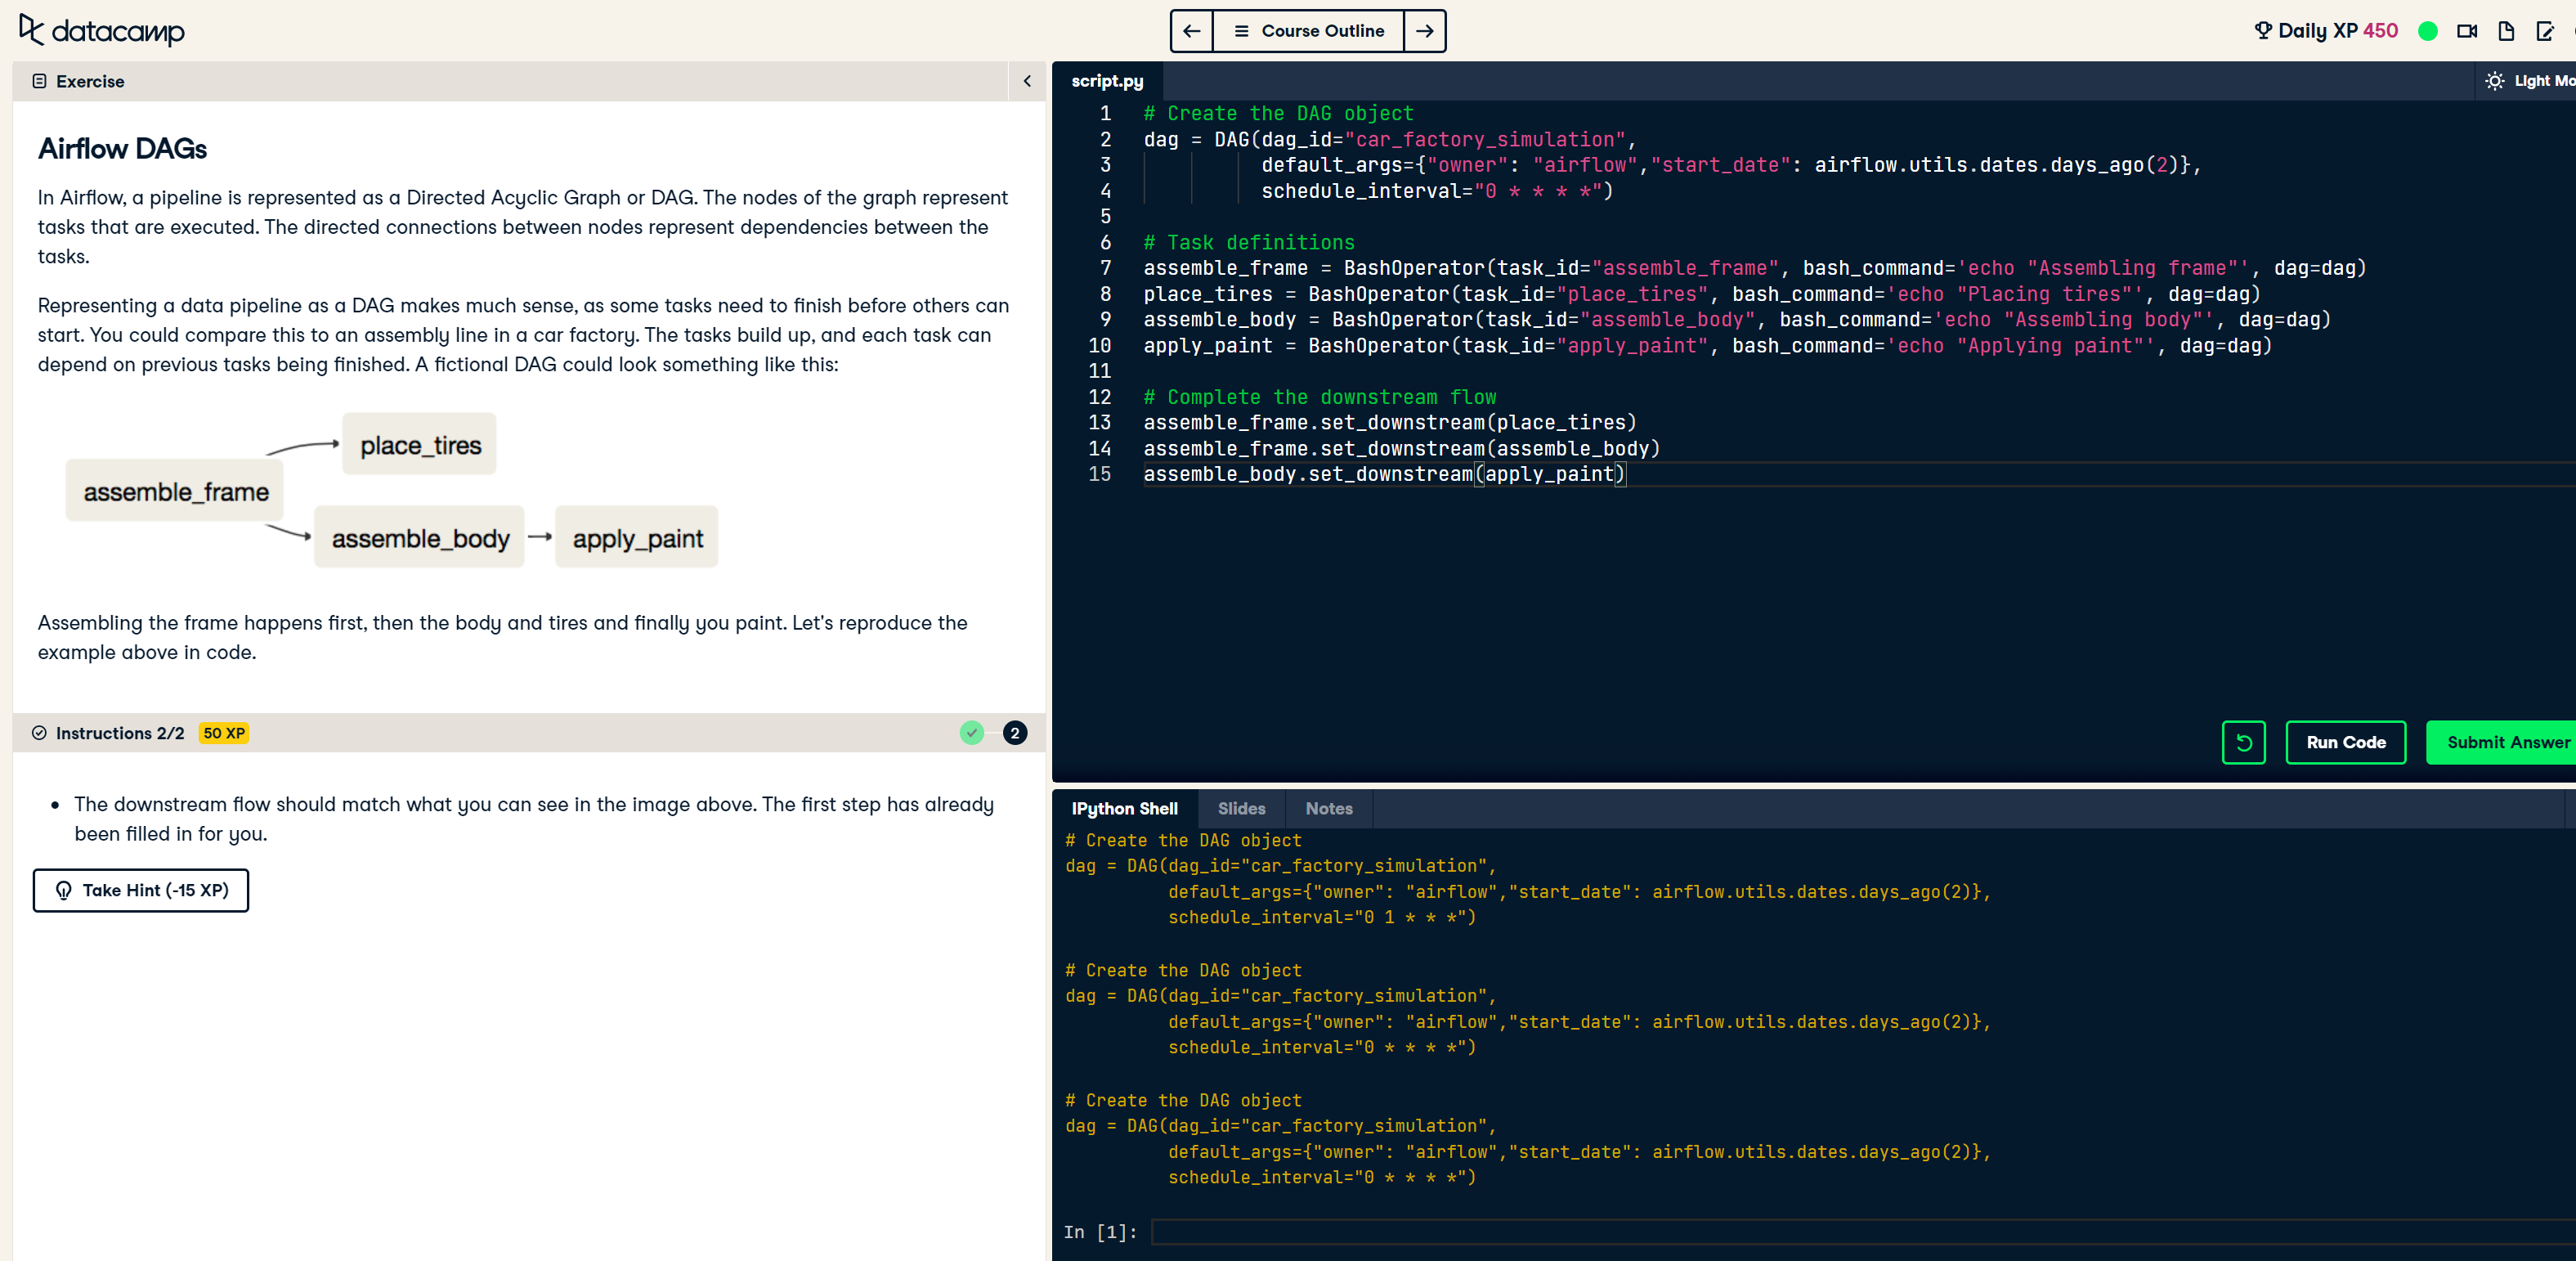 datacamp
Course Outline
Daily XP 450
Exercise
Airflow DAGs
In Airflow, a pipeline is represented as a Directed Acyclic Graph or DAG. The nodes of the graph represent
tasks that are executed. The directed connections between nodes represent dependencies between the
tasks.
Representing a data pipeline as a DAG makes much sense, as some tasks need to finish before others can
start. You could compare this to an assembly line in a car factory. The tasks build up, and each task can
depend on previous tasks being finished. A fictional DAG could look something like this:
place_tires
assemble_frame
assemble_body
apply_paint
Assembling the frame happens first, then the body and tires and finally you paint. Let's reproduce the
example above in code.
Instructions 2/2 50 XP
2
• The downstream flow should match what you can see in the image above. The first step has already
been filled in for you.
Take Hint (-15 XP)
script.py
Light Mo
1 # Create the DAG object
2 dag = DAG(dag_id="car_factory_simulation",
3 default_args={"owner": "airflow","start_date": airflow.utils.dates.days_ago(2)},
4 schedule_interval="0 * * * *")
5
6 # Task definitions
7 assemble_frame = BashOperator(task_id="assemble_frame", bash_command='echo "Assembling frame"', dag=dag)
8 place_tires = BashOperator(task_id="place_tires", bash_command='echo "Placing tires"', dag=dag)
9 assemble_body = BashOperator(task_id="assemble_body", bash_command='echo "Assembling body"', dag=dag)
10 apply_paint = BashOperator(task_id="apply_paint", bash_command='echo "Applying paint"', dag=dag)
11
12 # Complete the downstream flow
13 assemble_frame.set_downstream(place_tires)
14 assemble_frame.set_downstream(assemble_body)
15 assemble_body.set_downstream(apply_paint)
Run Code
Submit Answer
IPython Shell
Slides
Notes
# Create the DAG object
dag = DAG(dag_id="car_factory_simulation",
default_args={"owner": "airflow","start_date": airflow.utils.dates.days_ago(2)},
schedule_interval="0 1 * * *")
# Create the DAG object
dag = DAG(dag_id="car_factory_simulation",
default_args={"owner": "airflow","start_date": airflow.utils.dates.days_ago(2)},
schedule_interval="0 * * * *")
# Create the DAG object
dag = DAG(dag_id="car_factory_simulation",
default_args={"owner": "airflow","start_date": airflow.utils.dates.days_ago(2)},
schedule_interval="0 * * * *")
In [1]: